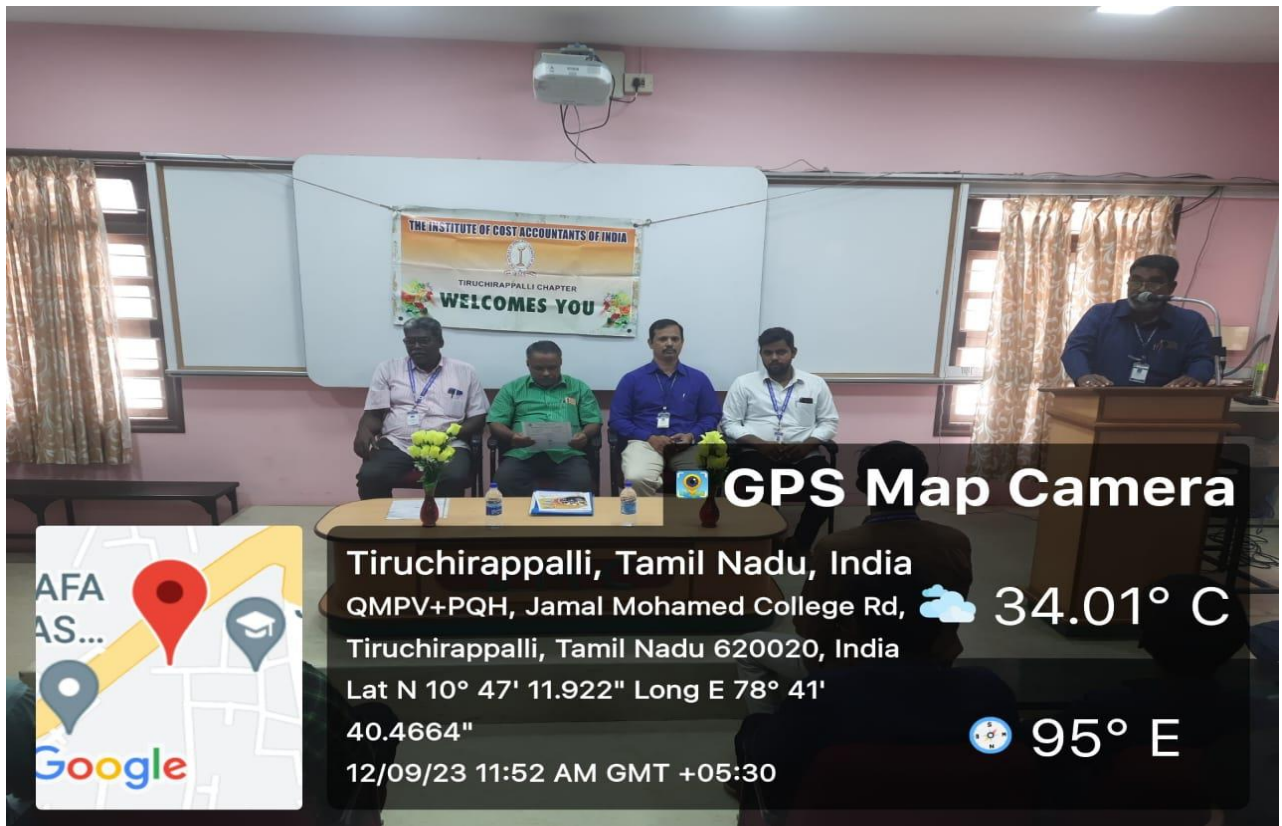 THE INSTITUTE OF COST ACCOUNTANTS OF INDIA
TIRUCHIRAPPALLI CHAPTER
WELCOMES YOU
GPS Map Camera
Tiruchirappalli, Tamil Nadu, India
QMPV+PQH, Jamal Mohamed College Rd,
Tiruchirappalli, Tamil Nadu 620020, India
Lat N 10° 47' 11.922" Long E 78° 41'
40.4664"
12/09/23 11:52 AM GMT +05:30
34.01° C
95° E
AFA
AS...
Google